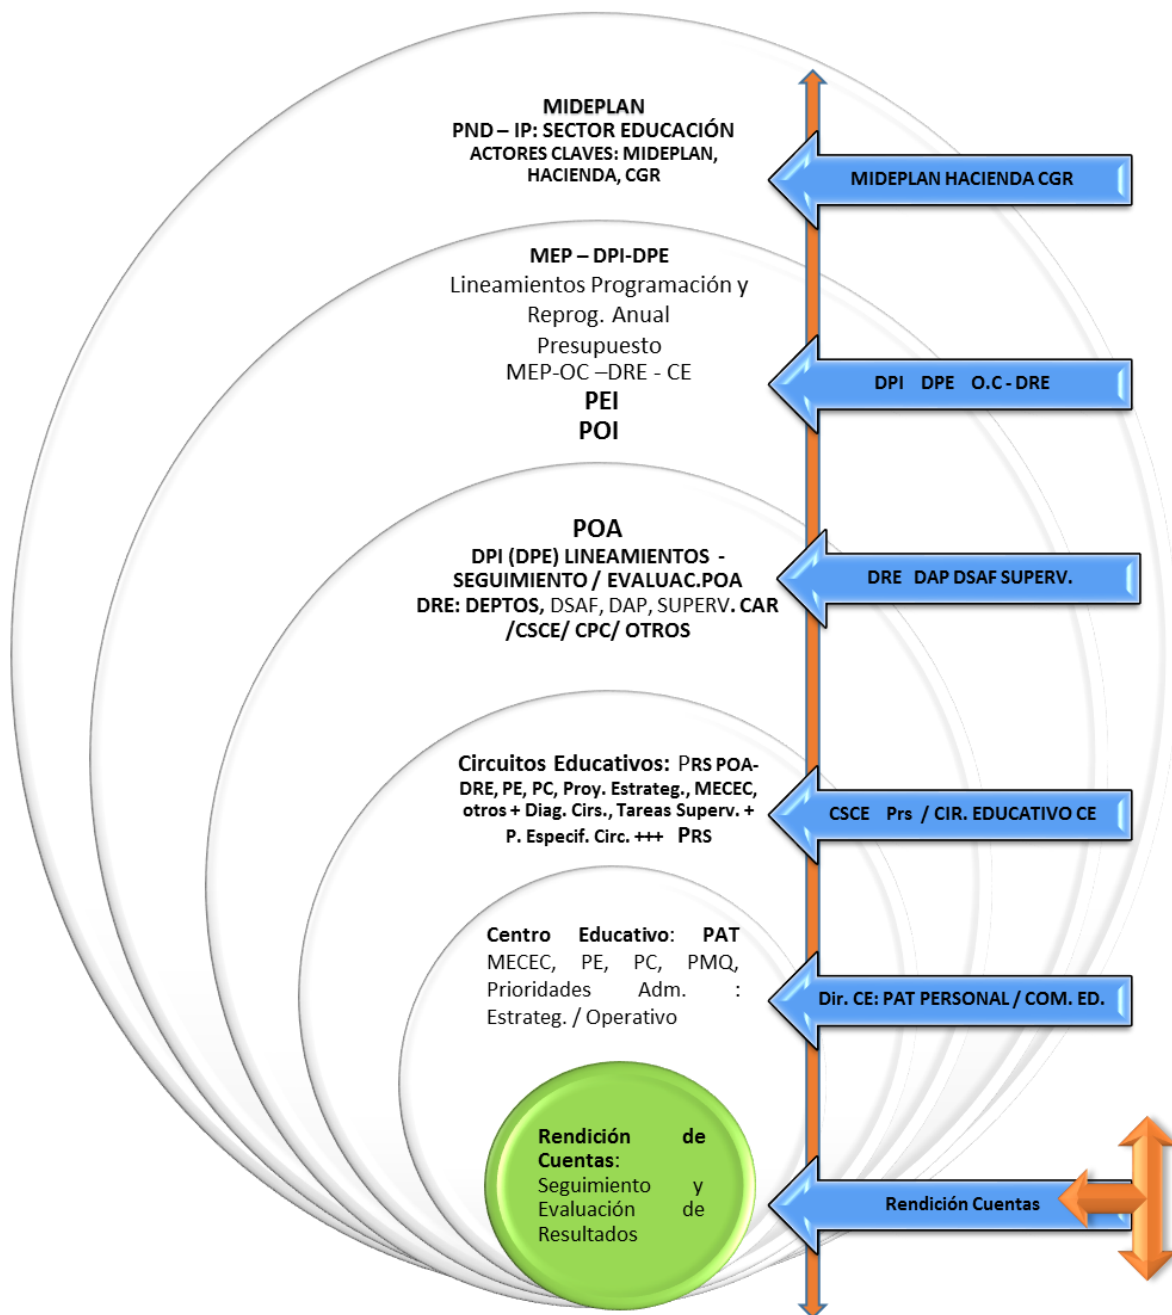 MIDEPLAN
PND – IP: SECTOR EDUCACIÓN
ACTORES CLAVES: MIDEPLAN,
HACIENDA, CGR
MIDEPLAN HACIENDA CGR
MEP – DPI-DPE
Lineamientos Programación y
Reprog. Anual
Presupuesto
MEP-OC –DRE - CE
PEI
POI
DPI DPE O.C - DRE
POA
DPI (DPE) LINEAMIENTOS -
SEGUIMIENTO / EVALUAC.POA
DRE: DEPTOS, DSAF, DAP, SUPERV. CAR
/CSCE/ CPC/ OTROS
DRE DAP DSAF SUPERV.
Circuitos Educativos: PRS POA-
DRE, PE, PC, Proy. Estrateg., MECEC,
otros + Diag. Cirs., Tareas Superv. +
P. Especif. Circ. +++ PRS
CSCE Prs / CIR. EDUCATIVO CE
Centro Educativo: PAT
MECEC, PE, PC, PMQ,
Prioridades Adm. :
Estrateg. / Operativo
Dir. CE: PAT PERSONAL / COM. ED.
Rendición de
Cuentas:
Seguimiento y
Evaluación de
Resultados
Rendición Cuentas